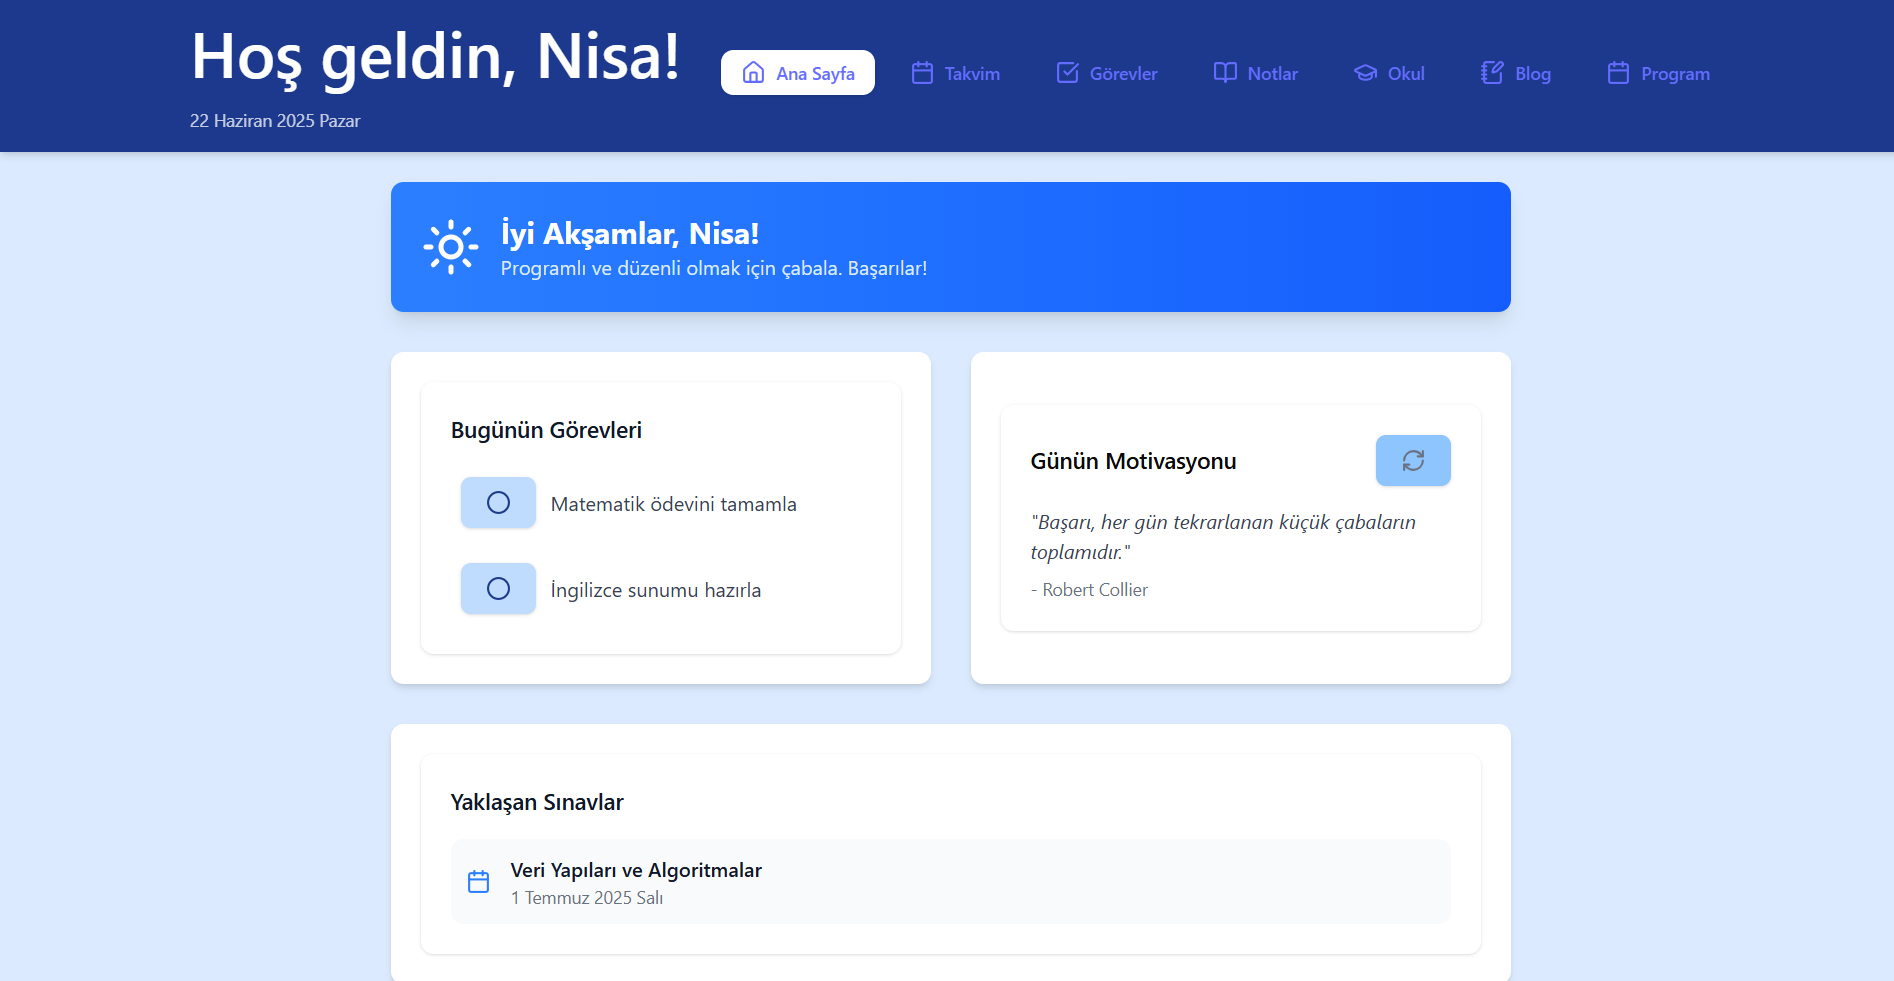 Hoş geldin, Nisa!
22 Haziran 2025 Pazar
Ana Sayfa
Takvim
Görevler
Notlar
Okul
Blog
Program
İyi Akşamlar, Nisa!
Programlı ve düzenli olmak için çabala. Başarılar!
Bugünün Görevleri
Matematik ödevini tamamla
İngilizce sunumu hazırla
Günün Motivasyonu
"Başarı, her gün tekrarlanan küçük çabaların
toplamıdır."
- Robert Collier
Yaklaşan Sınavlar
Veri Yapıları ve Algoritmalar
1 Temmuz 2025 Salı